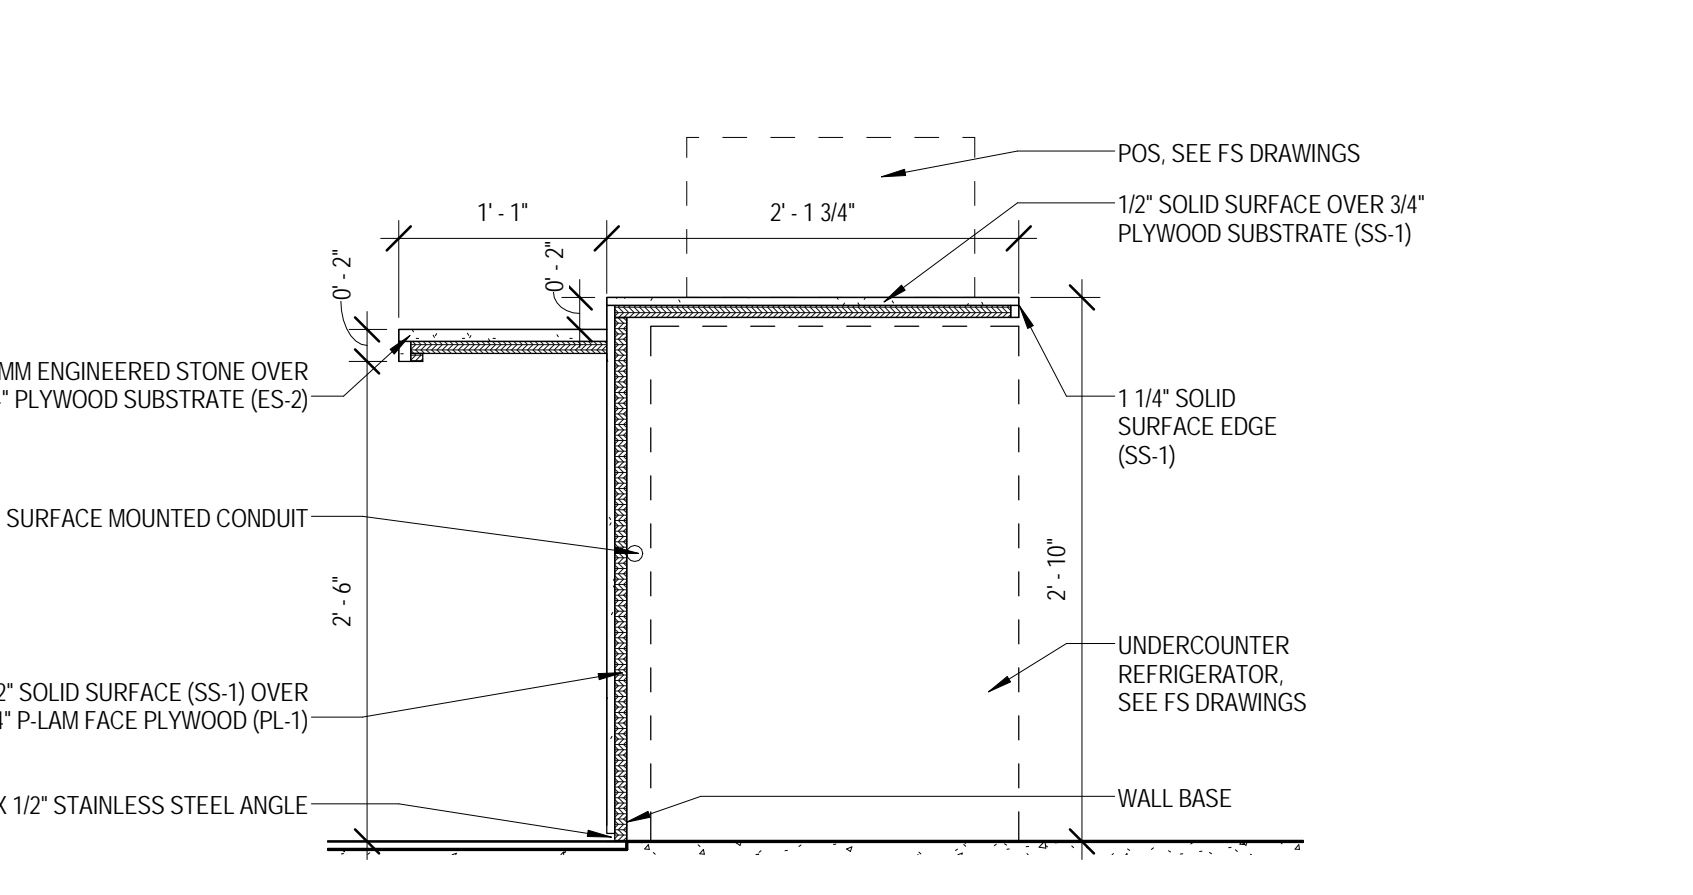 POS, SEE FS DRAWINGS
1/2" SOLID SURFACE OVER 3/4"
PLYWOOD SUBSTRATE (SS-1)
1' - 1"
2' - 1 3/4"
0' - 2"
0' - 2"
MM ENGINEERED STONE OVER
" PLYWOOD SUBSTRATE (ES-2)
1 1/4" SOLID
SURFACE EDGE
(SS-1)
SURFACE MOUNTED CONDUIT
2' - 6"
2' - 10"
UNDERCOUNTER
REFRIGERATOR,
SEE FS DRAWINGS
2" SOLID SURFACE (SS-1) OVER
4" P-LAM FACE PLYWOOD (PL-1)
X 1/2" STAINLESS STEEL ANGLE
WALL BASE